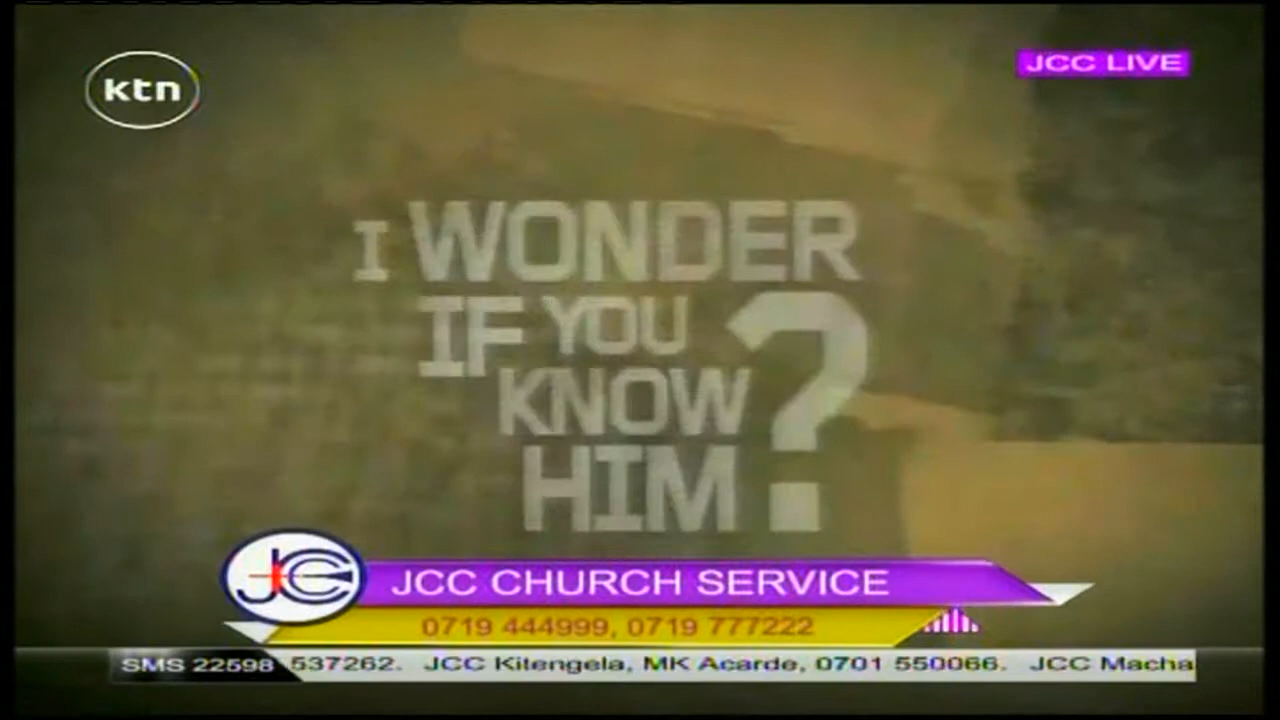 ktn
JCC LIVE
I WONDER
IF YOU
KNOW
HIM?
JCC
JCC CHURCH SERVICE
0719 444999, 0719 777222
SMS 22598 537262. JCC Kitengela, MK Acarde, 0701 550066. JCC Macha